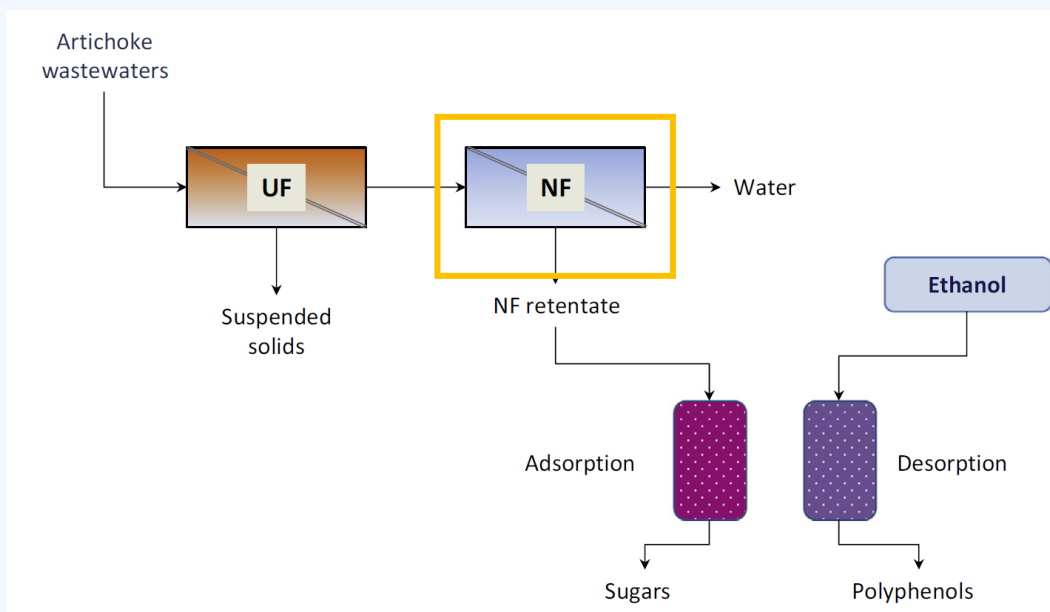 Artichoke
wastewaters
UF
NF
Water
Suspended
solids
NF retentate
Ethanol
Adsorption
Desorption
Sugars
Polyphenols